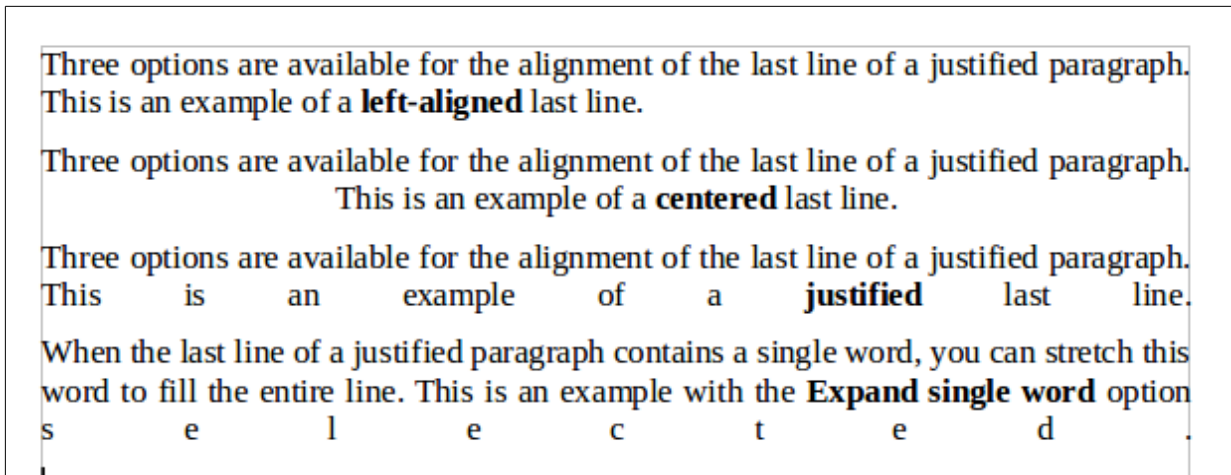 Three options are available for the alignment of the last line of a justified paragraph.
This is an example of a left-aligned last line.
Three options are available for the alignment of the last line of a justified paragraph.
This is an example of a centered last line.
Three options are available for the alignment of the last line of a justified paragraph.
This is an example of a justified last line.
When the last line of a justified paragraph contains a single word, you can stretch this
word to fill the entire line. This is an example with the Expand single word option
s e l e c t e d .